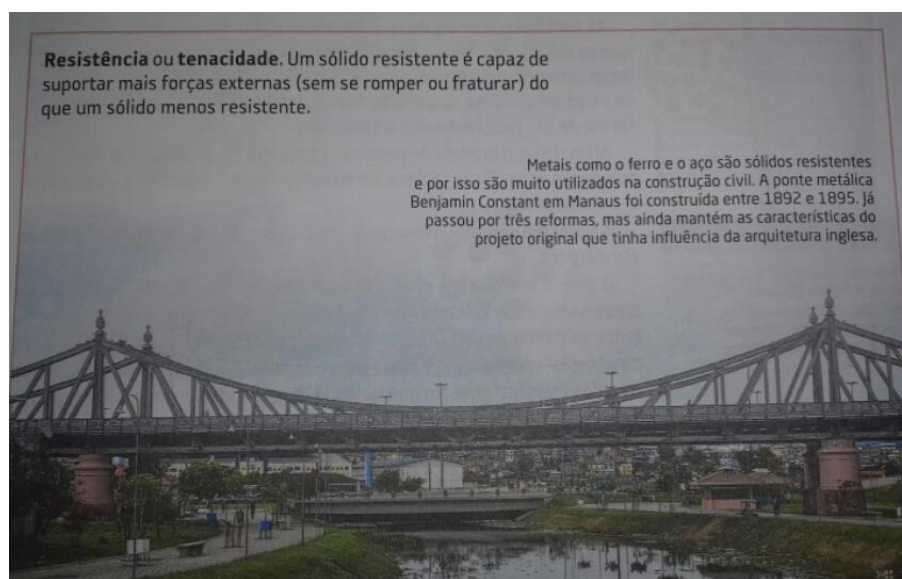 Resistência ou tenacidade. Um sólido resistente é capaz de
suportar mais forças externas (sem se romper ou fraturar) do
que um sólido menos resistente.
Metais como o ferro e o aço são sólidos resistentes
e por isso são muito utilizados na construção civil. A ponte metálica
Benjamin Constant em Manaus foi construída entre 1892 e 1895. Já
passou por três reformas, mas ainda mantém as características do
projeto original que tinha influência da arquitetura inglesa.